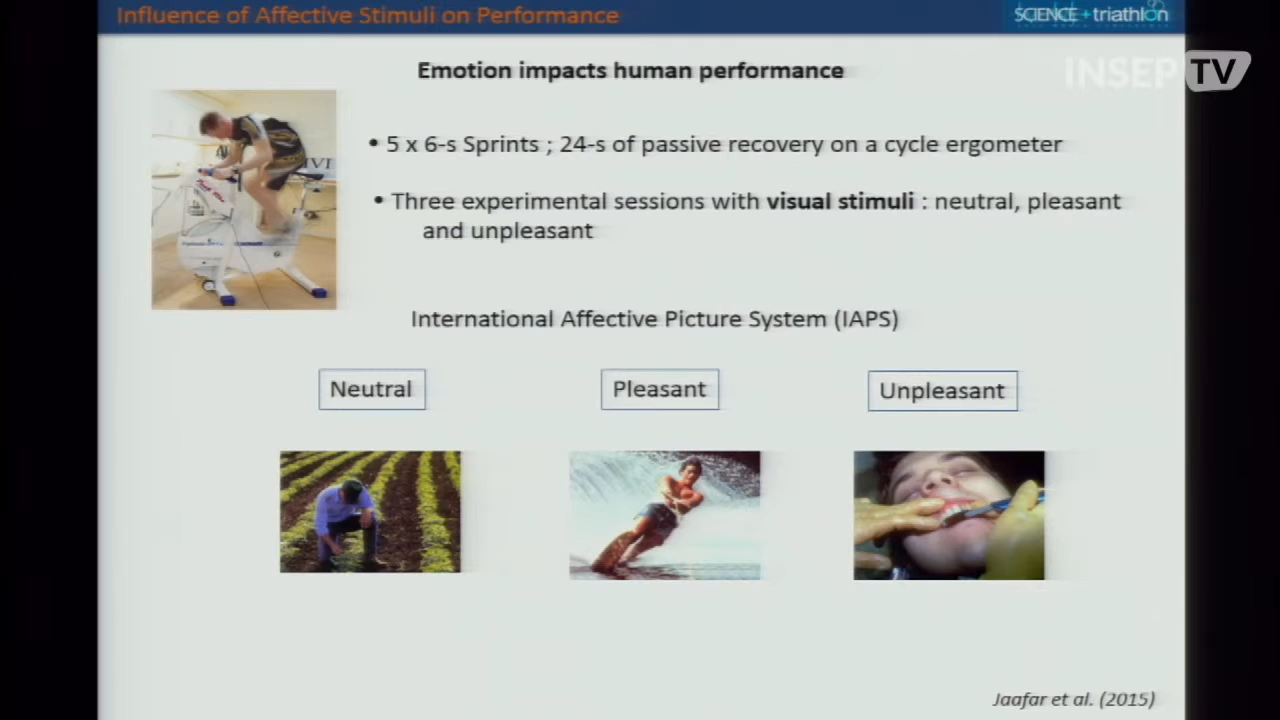 Influence of Affective Stimuli on Performance
SCIENCE+triathlon
INSEP TV
Emotion impacts human performance
• 5 x 6-s Sprints ; 24-s of passive recovery on a cycle ergometer
• Three experimental sessions with visual stimuli : neutral, pleasant
and unpleasant
International Affective Picture System (IAPS)
Neutral
Pleasant
Unpleasant
Jaafar et al. (2015)